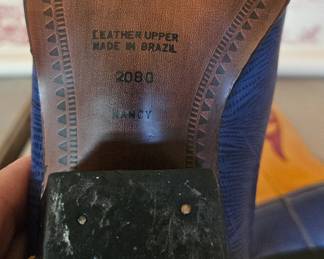 LEATHER UPPER
MADE IN BRAZIL
2080
NANCY